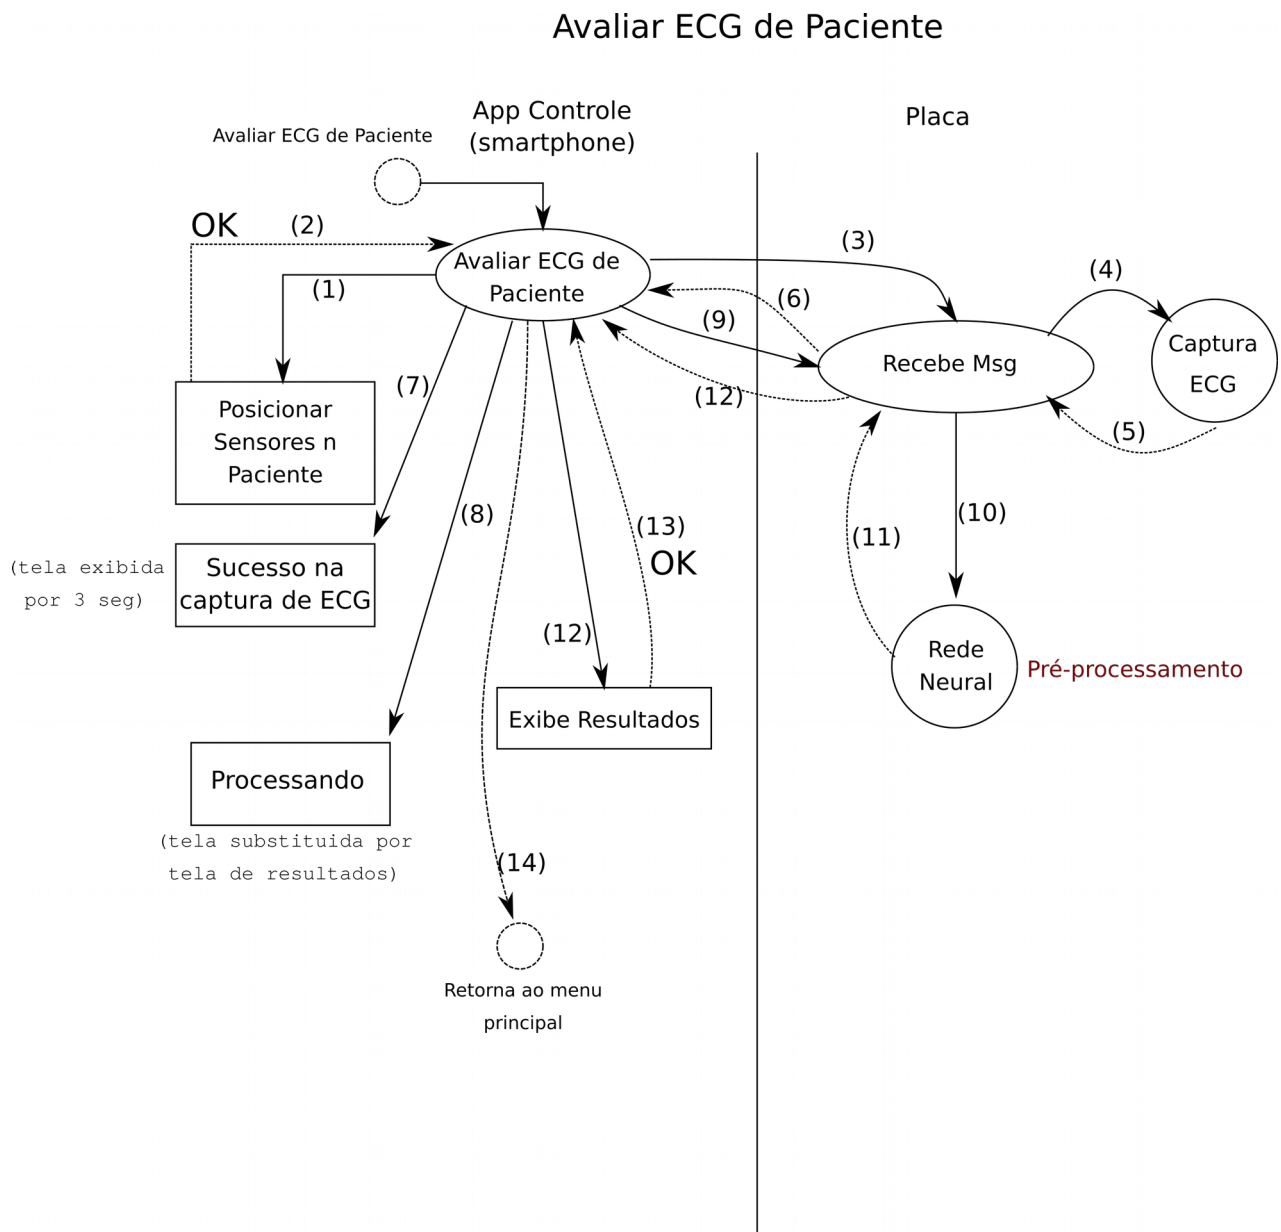 Avaliar ECG de Paciente
App Controle
(smartphone)
Placa
Avaliar ECG de Paciente
OK
(2)
(3)
Avaliar ECG de
Paciente
(1)
(4)
(6)
(9)
Captura
ECG
Recebe Msg
(7)
(12)
Posicionar
Sensores n
Paciente
(5)
(8)
(13)
OK
(10)
(11)
(tela exibida
por 3 seg)
Sucesso na
captura de ECG
(12)
Rede
Neural
Pré-processamento
Exibe Resultados
Processando
(tela substituida por
tela de resultados)
(14)
Retorna ao menu
principal